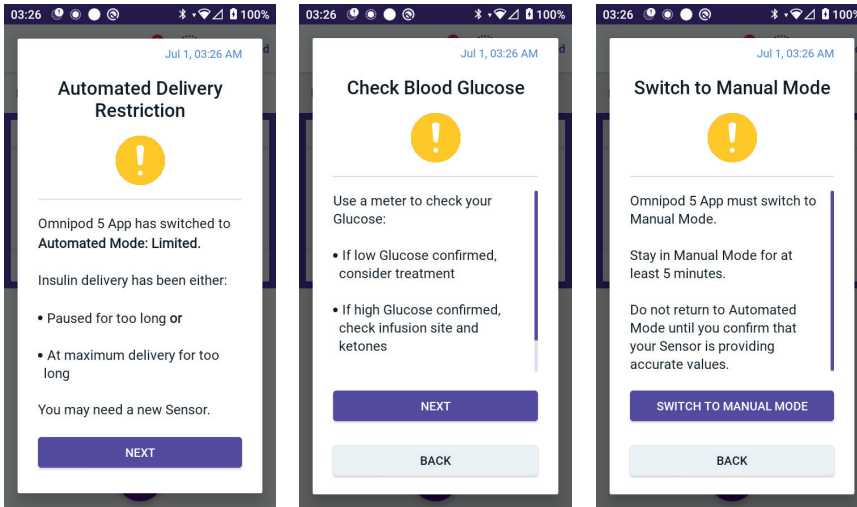 03:26 100%
Jul 1, 03:26 AM
Automated Delivery
Restriction
Omnipod 5 App has switched to
Automated Mode: Limited.
Insulin delivery has been either:
• Paused for too long or
• At maximum delivery for too
long
You may need a new Sensor.
NEXT
03:26 100%
Jul 1, 03:26 AM
Check Blood Glucose
Use a meter to check your
Glucose:
• If low Glucose confirmed,
consider treatment
• If high Glucose confirmed,
check infusion site and
ketones
NEXT
BACK
03:26 100%
Jul 1, 03:26 AM
Switch to Manual Mode
Omnipod 5 App must switch to
Manual Mode.
Stay in Manual Mode for at
least 5 minutes.
Do not return to Automated
Mode until you confirm that
your Sensor is providing
accurate values.
SWITCH TO MANUAL MODE
BACK